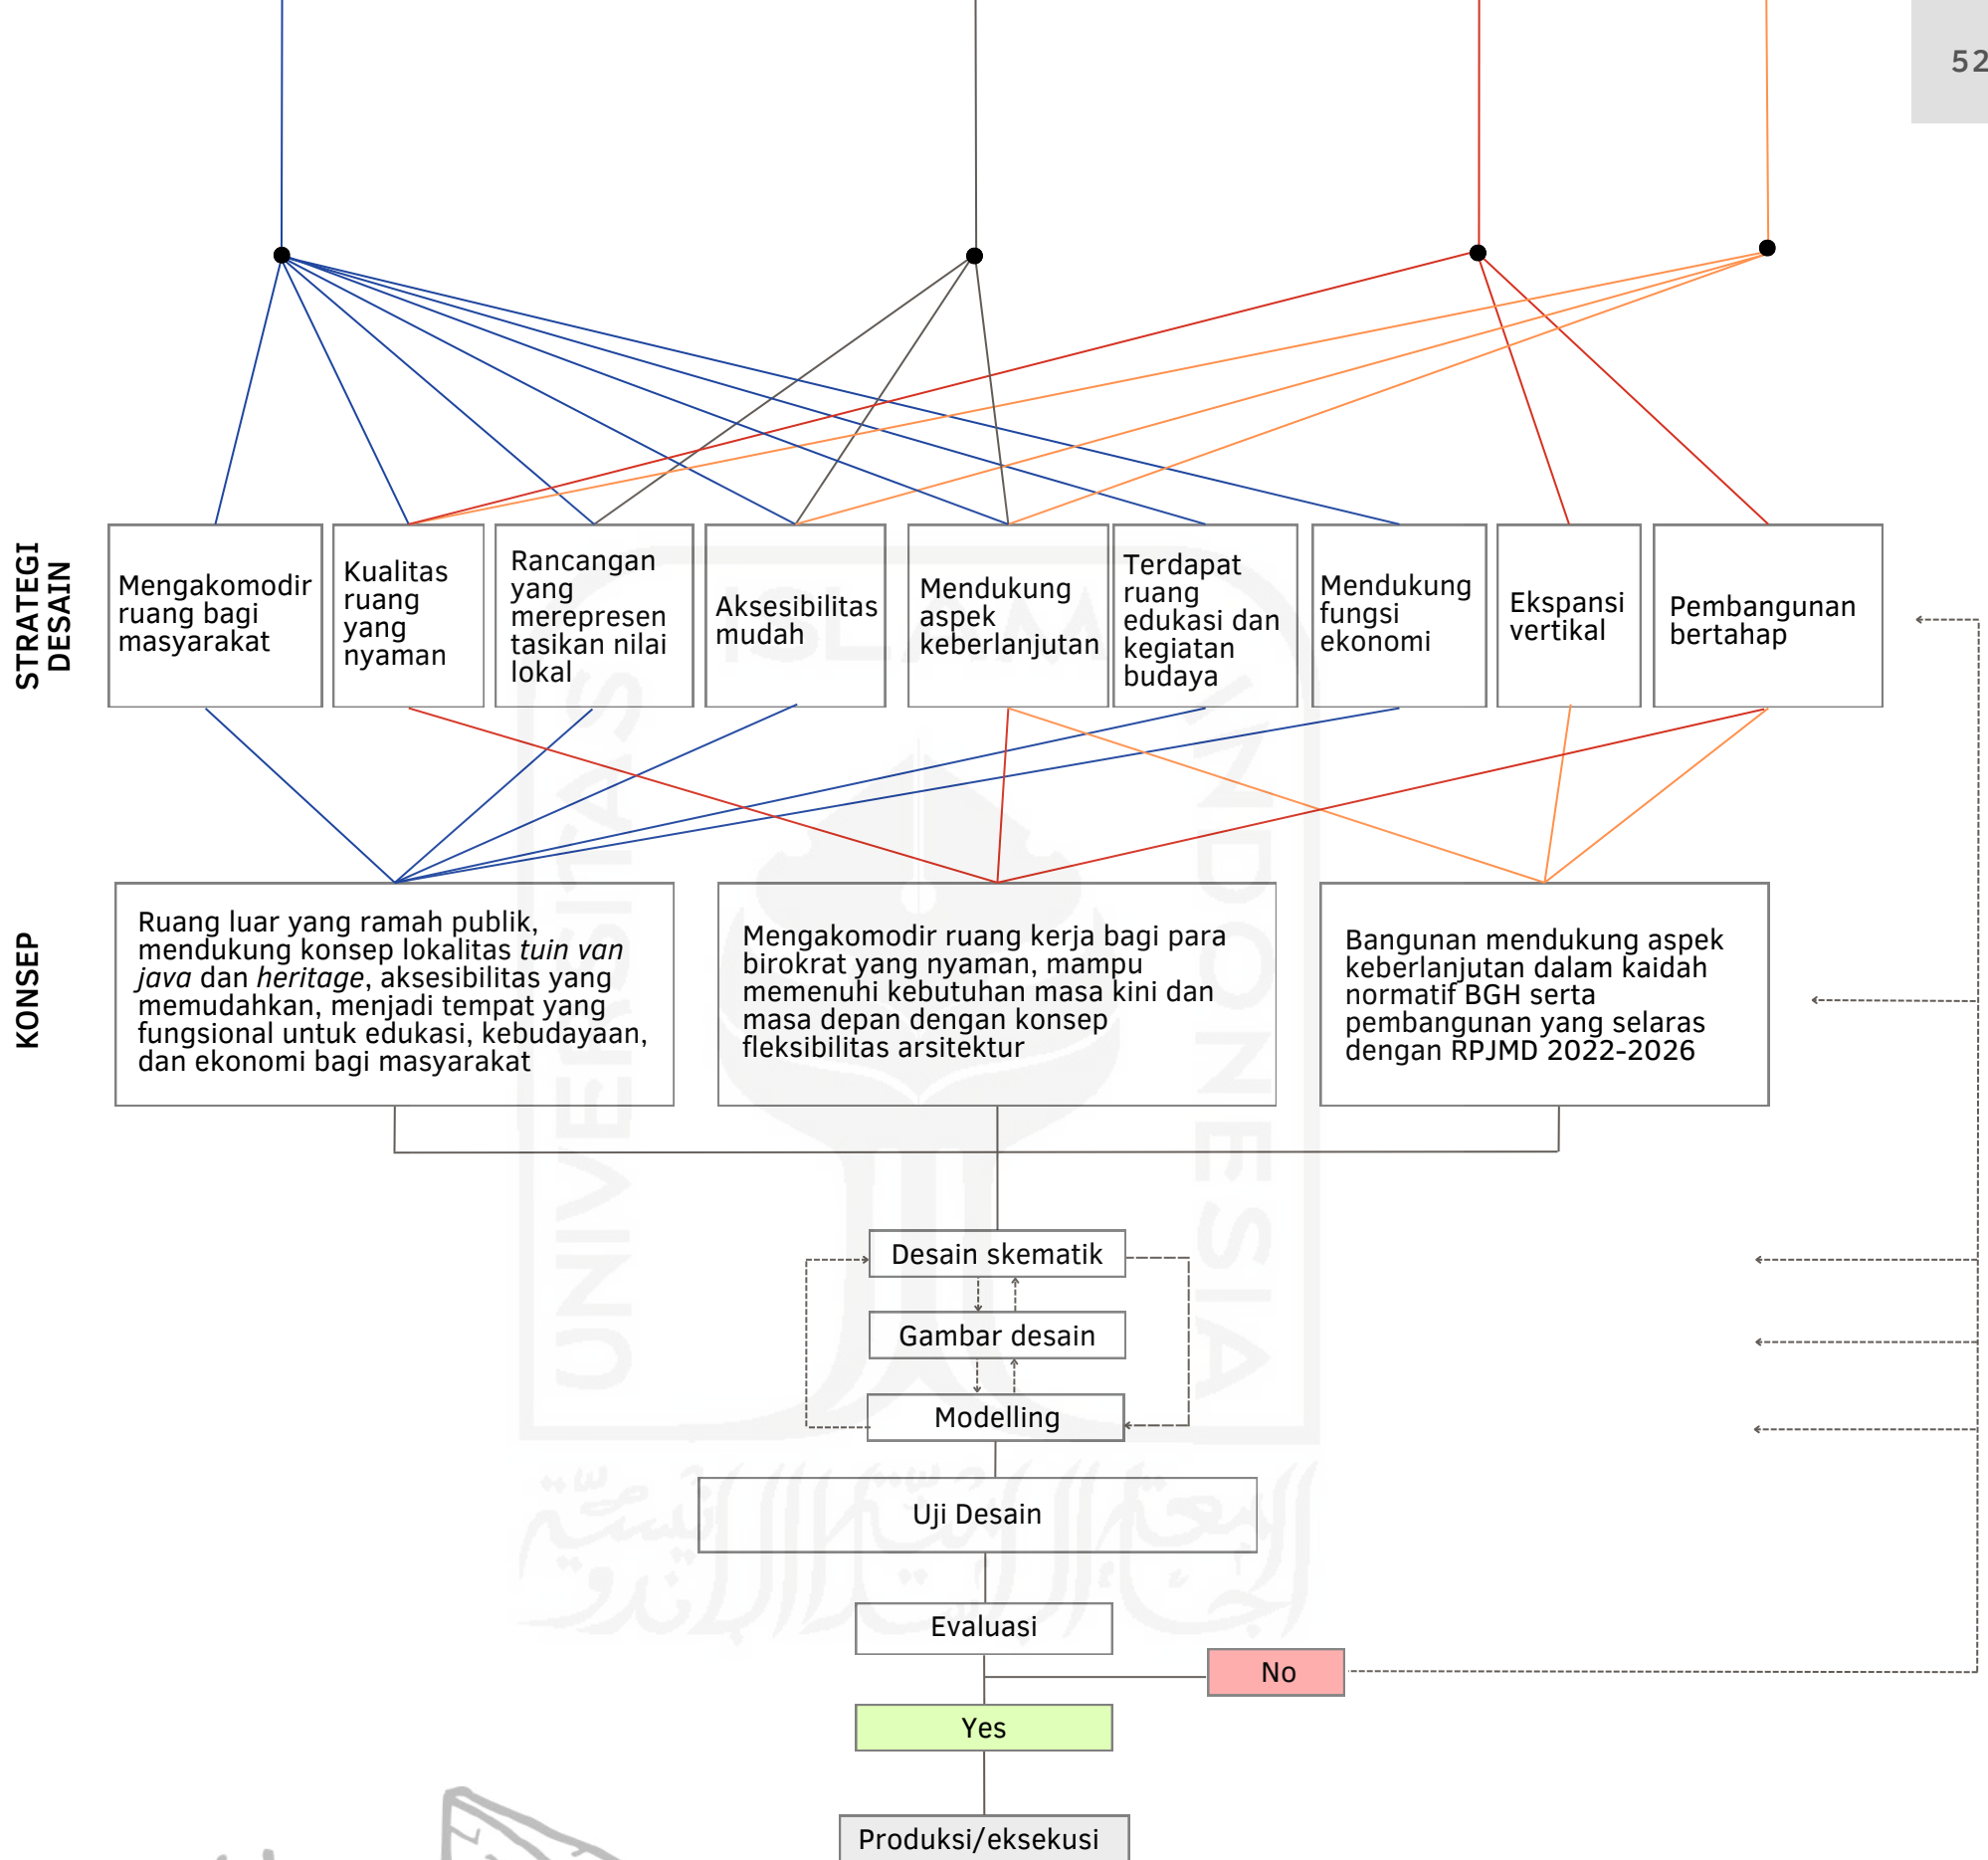 52
STRATEGI
DESAIN
Mengakomodir
ruang bagi
masyarakat
Kualitas
ruang
yang
nyaman
Rancangan
yang
merepresen
tasikan nilai
lokal
Aksesibilitas
mudah
Mendukung
aspek
keberlanjutan
Terdapat
ruang
edukasi dan
kegiatan
budaya
Mendukung
fungsi
ekonomi
Ekspansi
vertikal
Pembangunan
bertahap
KONSEP
Ruang luar yang ramah publik,
mendukung konsep lokalitas tuin van
java dan heritage, aksesibilitas yang
memudahkan, menjadi tempat yang
fungsional untuk edukasi, kebudayaan,
dan ekonomi bagi masyarakat
Mengakomodir ruang kerja bagi para
birokrat yang nyaman, mampu
memenuhi kebutuhan masa kini dan
masa depan dengan konsep
fleksibilitas arsitektur
Bangunan mendukung aspek
keberlanjutan dalam kaidah
normatif BGH serta
pembangunan yang selaras
dengan RPJMD 2022-2026
Desain skematik
Gambar desain
Modelling
Uji Desain
Evaluasi
No
Yes
Produksi/eksekusi
UNIVERSITAS
ISLAM
INDONESIA